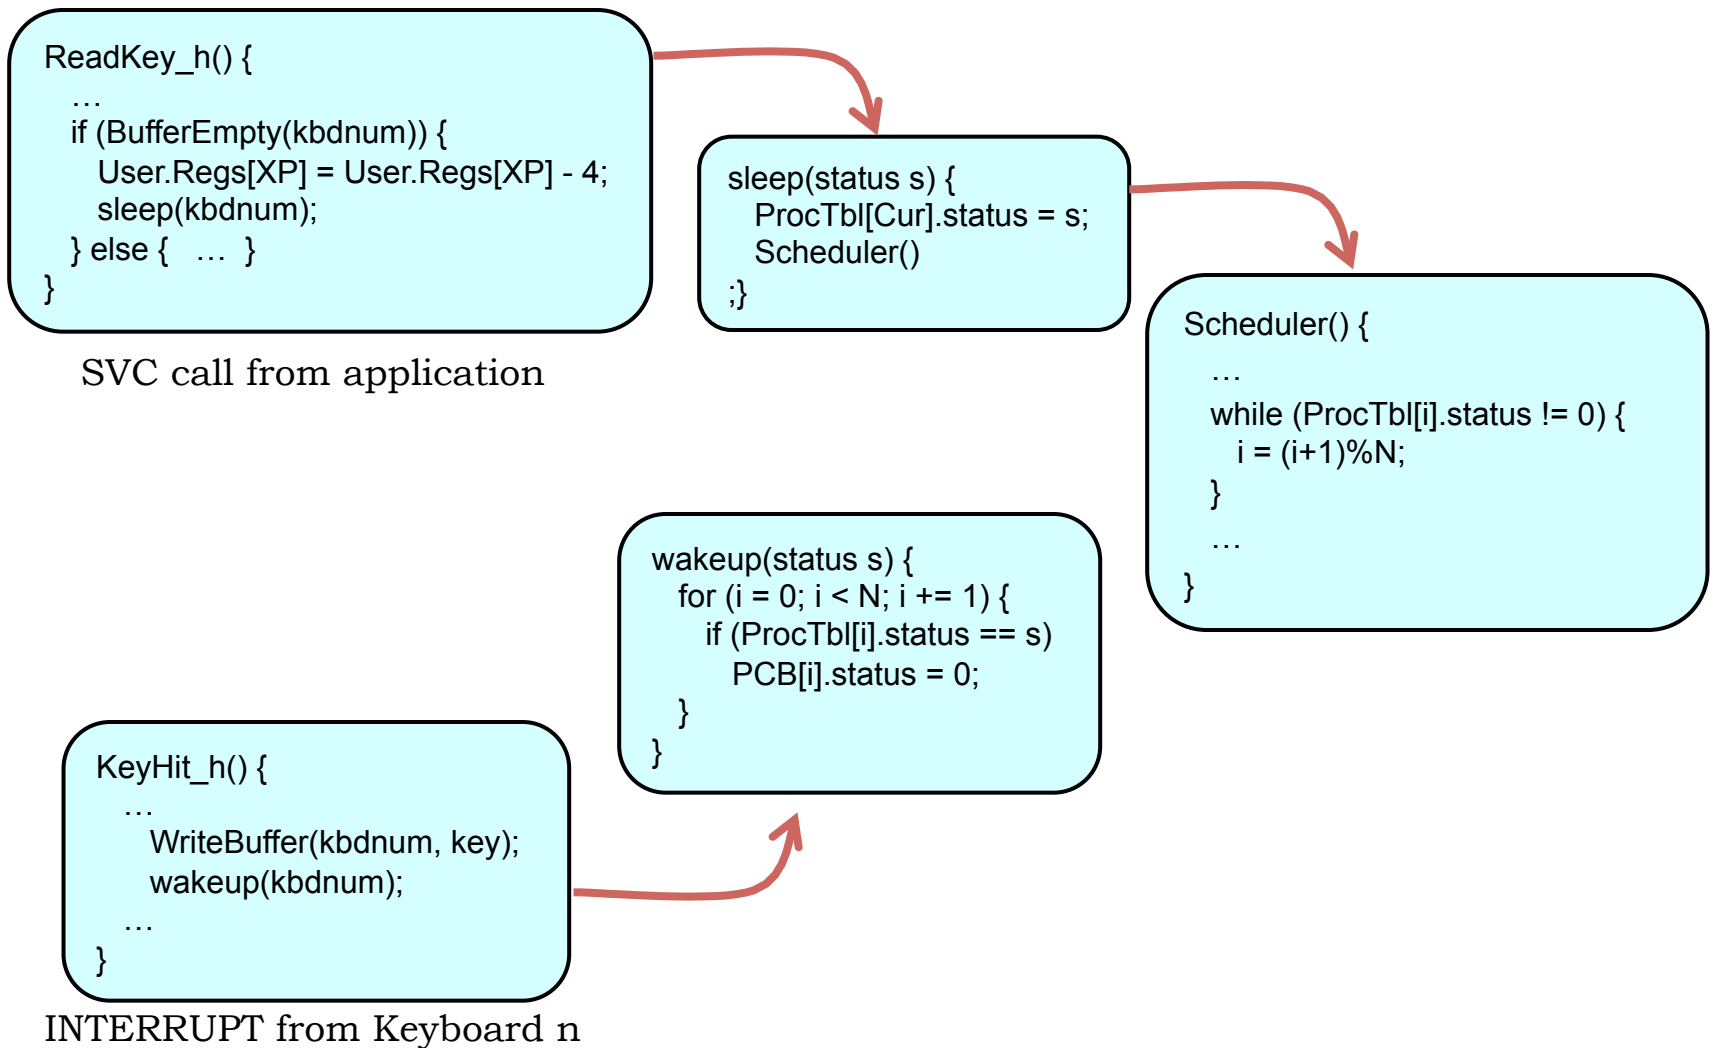 ReadKey_h() {
…
if (BufferEmpty(kbdnum)) {
User.Regs[XP] = User.Regs[XP] - 4;
sleep(kbdnum);
} else { … }
}
SVC call from application
sleep(status s) {
ProcTbl[Cur].status = s;
Scheduler()
;}
Scheduler() {
…
while (ProcTbl[i].status != 0) {
i = (i+1)%N;
}
…
}
wakeup(status s) {
for (i = 0; i < N; i += 1) {
if (ProcTbl[i].status == s)
PCB[i].status = 0;
}
}
KeyHit_h() {
…
WriteBuffer(kbdnum, key);
wakeup(kbdnum);
…
}
INTERRUPT from Keyboard n